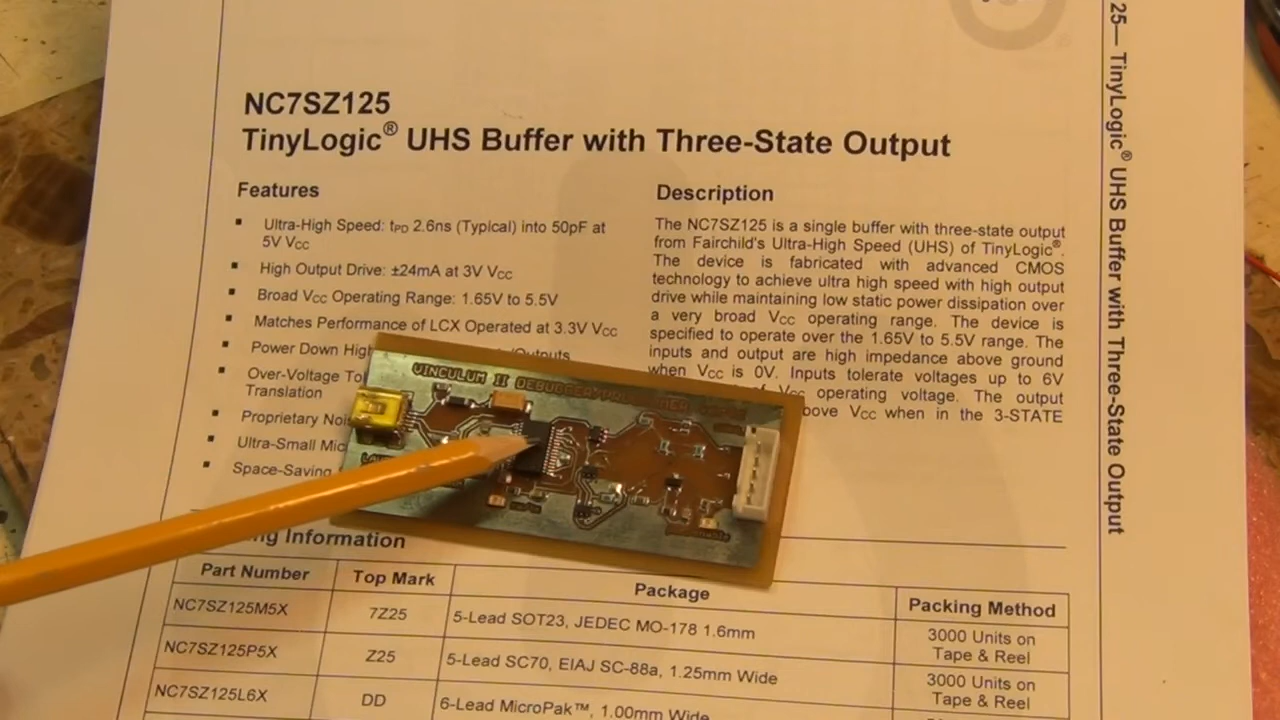 NC7SZ125
TinyLogic® UHS Buffer with Three-State Output
Features
Ultra-High Speed: tPD 2.6ns (Typical) into 50pF at
5V VCC
High Output Drive: ±24mA at 3V VCC
Broad VCC Operating Range: 1.65V to 5.5V
Matches Performance of LCX Operated at 3.3V VCC
Power Down High
Over-Voltage To
Translation
Proprietary Noi
Ultra-Small Mic
Space-Saving
Description
The NC7SZ125 is a single buffer with three-state output
from Fairchild's Ultra-High Speed (UHS) of TinyLogic®.
The device is fabricated with advanced CMOS
technology to achieve ultra high speed with high output
drive while maintaining low static power dissipation over
a very broad VCC operating range. The device is
specified to operate over the 1.65V to 5.5V range. The
inputs and output are high impedance above ground
when VCC is 0V. Inputs tolerate voltages up to 6V
of VCC operating voltage. The output
bove VCC when in the 3-STATE
VINCULUM II DEBUGGER
ng Information
Part Number Top Mark Package Packing Method
NC7SZ125M5X 7Z25 5-Lead SOT23, JEDEC MO-178 1.6mm 3000 Units on
Tape & Reel
NC7SZ125P5X Z25 5-Lead SC70, EIAJ SC-88a, 1.25mm Wide 3000 Units on
Tape & Reel
NC7SZ125L6X DD 6-Lead MicroPak™, 1.00mm Wide
25— TinyLogic® UHS Buffer with Three-State Output